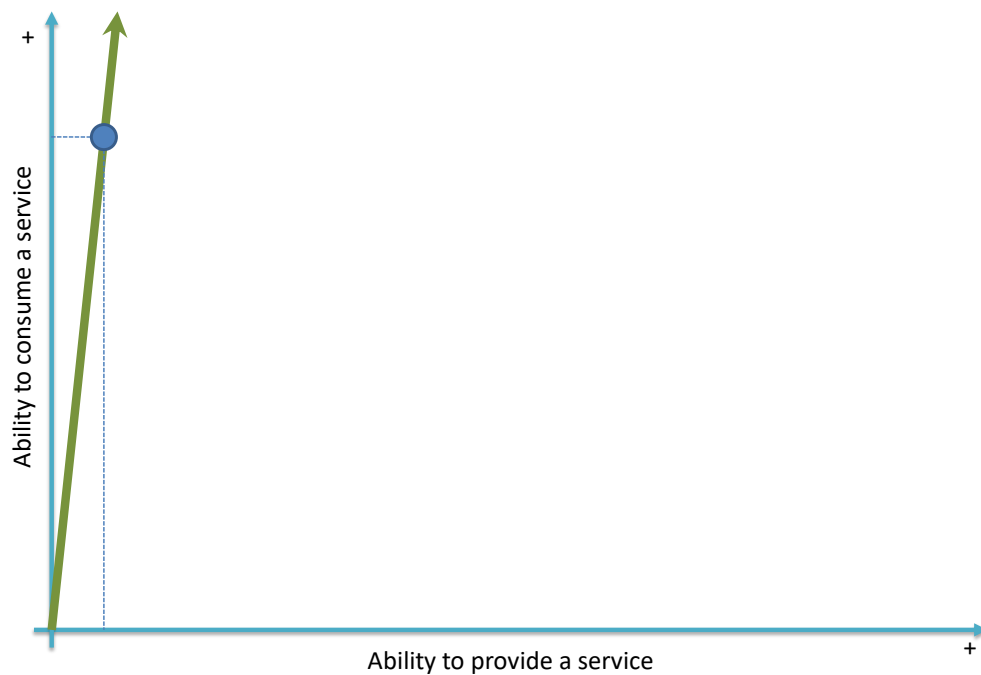 +
Ability to consume a service
+
Ability to provide a service